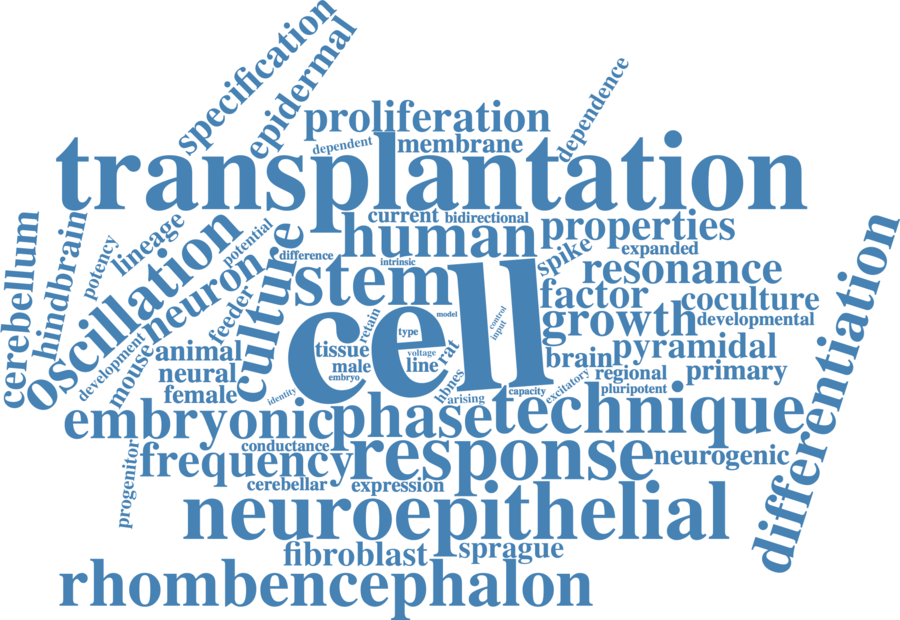 specification
epidermal
proliferation
dependence
dependent
membrane
transplantation
current
bidirectional
properties
human
cerebellum
hindbrain
potency
lineage
oscillation
potential
difference
intrinsic
spike
expanded
differentiation
neuron
culture
stem
resonance
factor
coculture
feeder
cell
retain
model
control
input
growth
developmental
type
development
mouse
animal
tissue
voltage
line
rat
brain
pyramidal
neural
male
embryo
regional
primary
female
identity
hbnes
arising
capacity
excitatory
pluripotent
embryonic
phase
technique
progenitor
conductance
frequency
response
neurogenic
cerebellar
expression
neuroepithelial
fibroblast
sprague
rhombencephalon